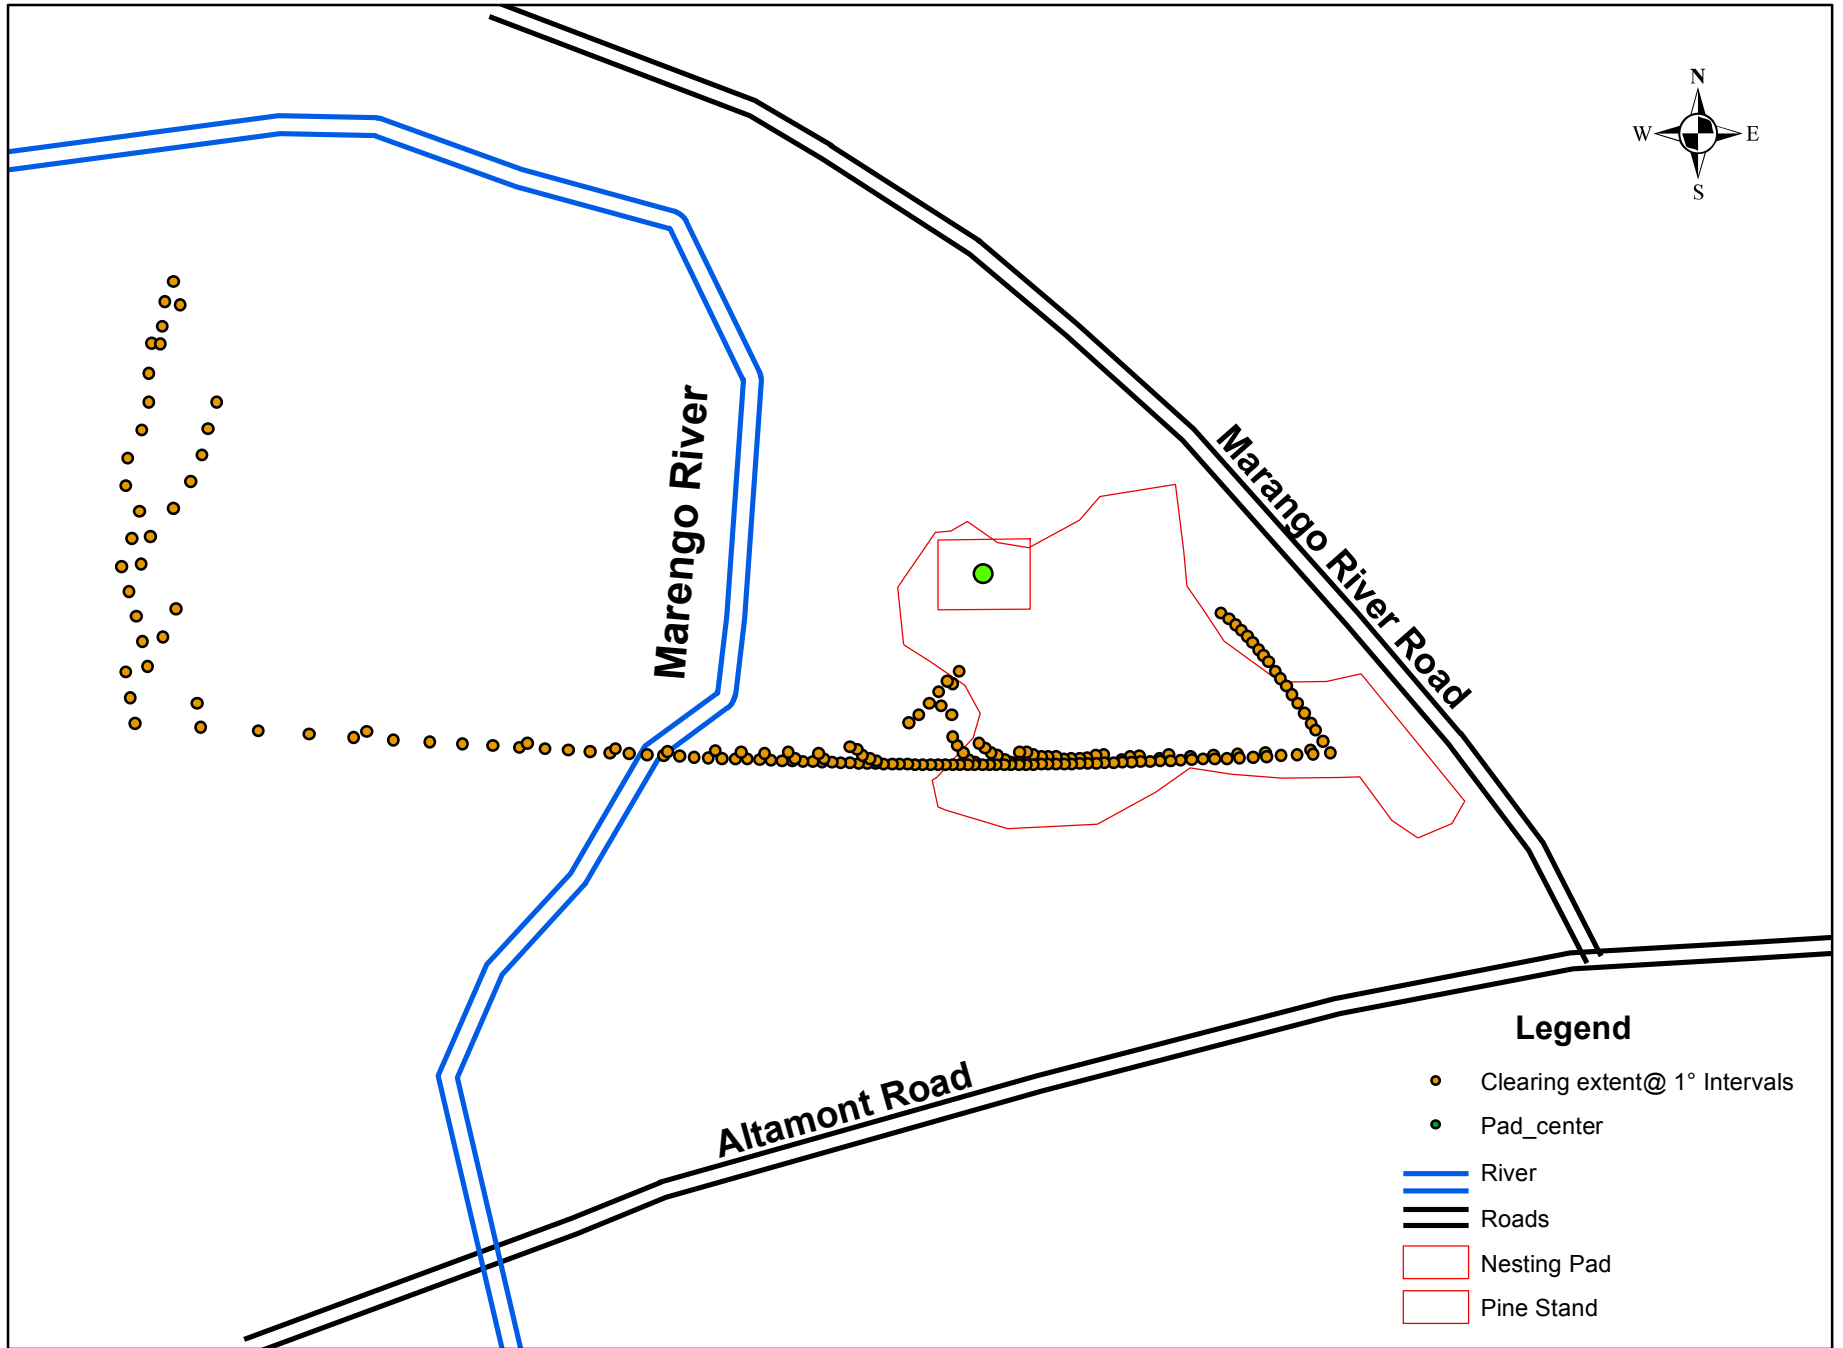 N
W E
S
Marengo River
Marango River Road
Altamont Road
Legend
Clearing extent@ 1° Intervals
Pad_center
River
Roads
Nesting Pad
Pine Stand